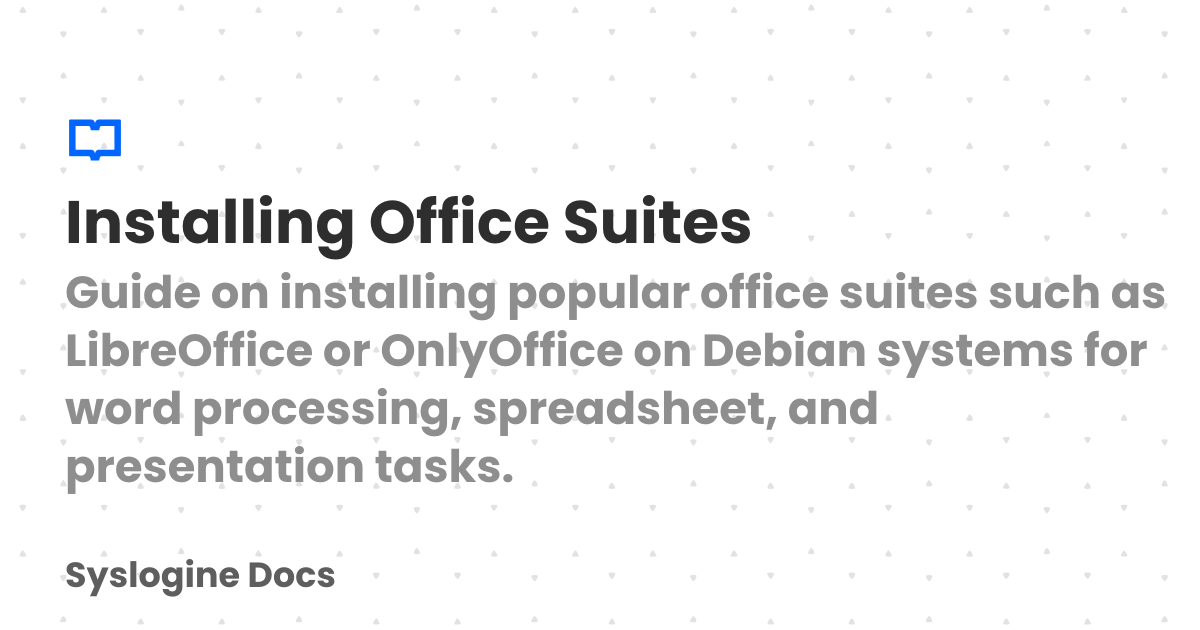 Installing Office Suites
Guide on installing popular office suites such as
LibreOffice or OnlyOffice on Debian systems for
word processing, spreadsheet, and
presentation tasks.
Syslogine Docs